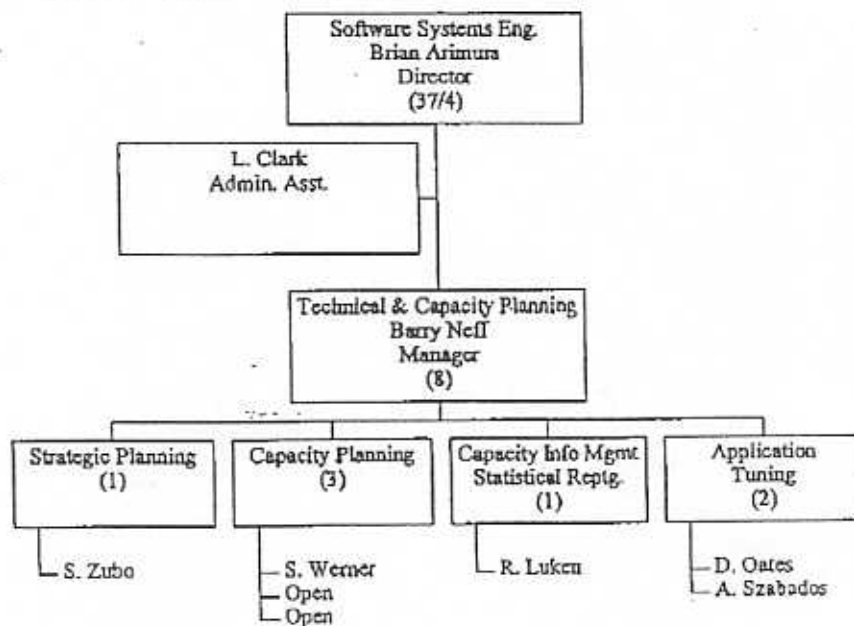 Software Systems Eng.
Brian Arimura
Director
(37/4)
L. Clark
Admin. Asst.
Technical & Capacity Planning
Barry Neff
Manager
(8)
Strategic Planning
(1)
S. Zubo
Capacity Planning
(3)
S. Werner
Open
Open
Capacity Info Mgmt
Statistical Reptg.
(1)
R. Luken
Application
Tuning
(2)
D. Oates
A. Szabados